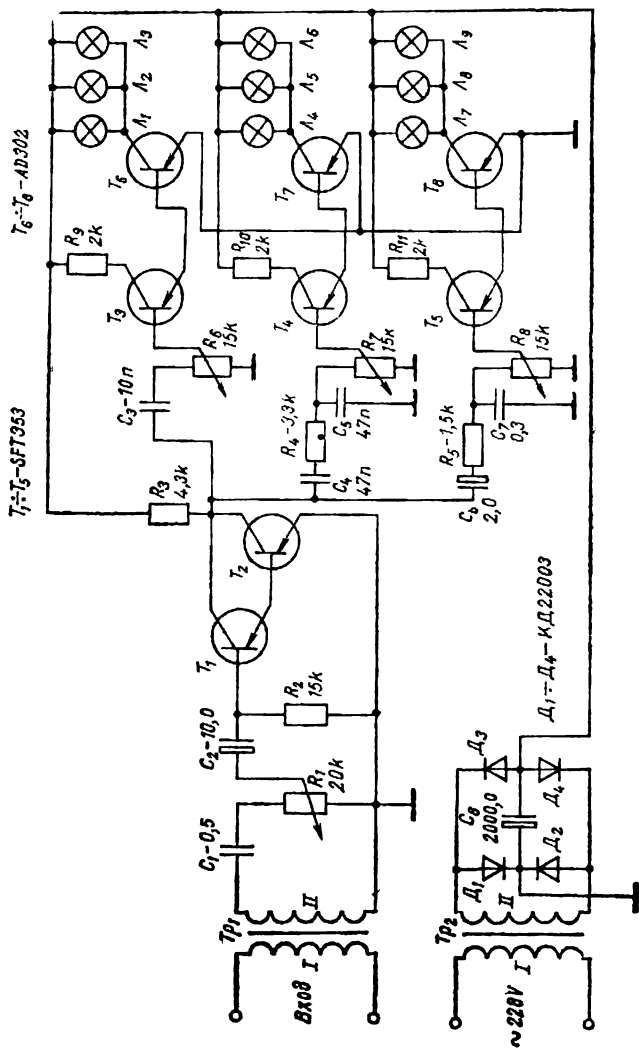 T₁÷T₅–SFT353
T₆÷T₈–AD302
R₃
4,3k
R₉
2k
Л₁
Л₂
Л₃
C₃–10n
T₃
T₆
R₆
15k
R₁₀
2k
Л₄
Л₅
Л₆
Tp₁
I
II
Вход
C₁–0,5
C₂–10,0
R₁
20k
R₂
15k
T₁
T₂
C₄
47n
R₄–3,9k
C₅
47n
R₇
15k
T₄
T₇
R₁₁
2k
Л₇
Л₈
Л₉
C₆
2,0
R₅–1,5k
C₇
0,3
R₈
15k
T₅
T₈
Tp₂
~220V
I
II
Д₁
Д₃
C₈
2000,0
Д₂
Д₄
Д₁÷Д₄–КД22003